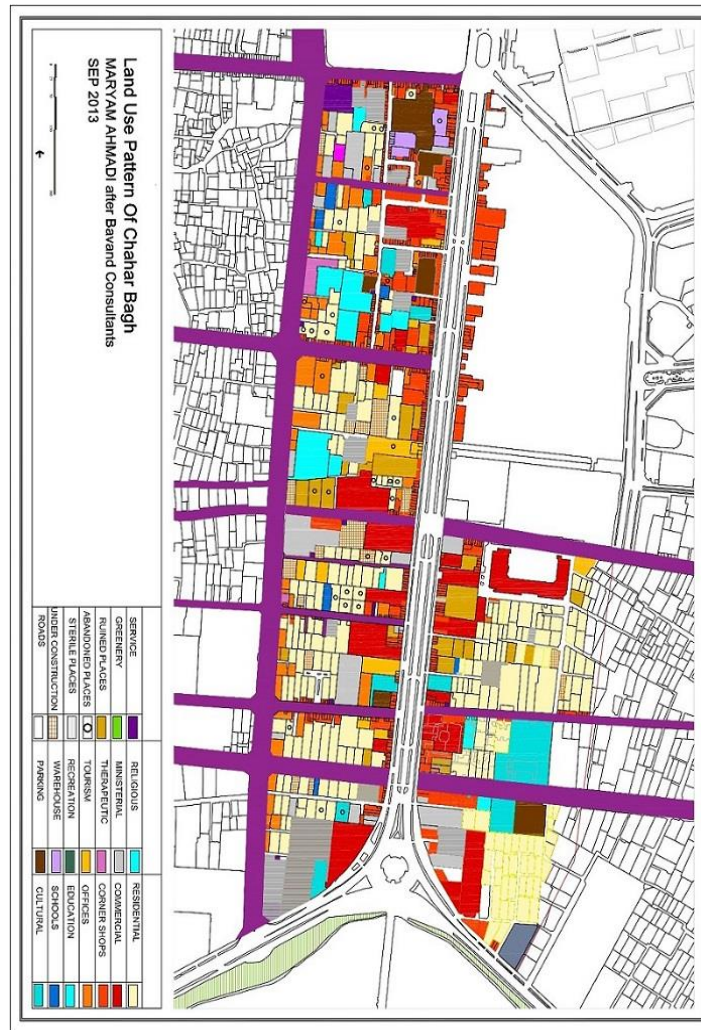 Land Use Pattern Of Chahar Bagh
MARYAM AHMADI after Bavand Consultants
SEP 2013
SERVICE
GREENERY
RUINED PLACES
ABANDONED PLACES
STERILE PLACES
UNDER CONSTRUCTION
ROADS
RELIGIOUS
MINISTERIAL
THERAPEUTIC
TOURISM
RECREATION
WAREHOUSE
PARKING
RESIDENTIAL
COMMERCIAL
CORNER SHOPS
OFFICES
EDUCATION
SCHOOLS
CULTURAL